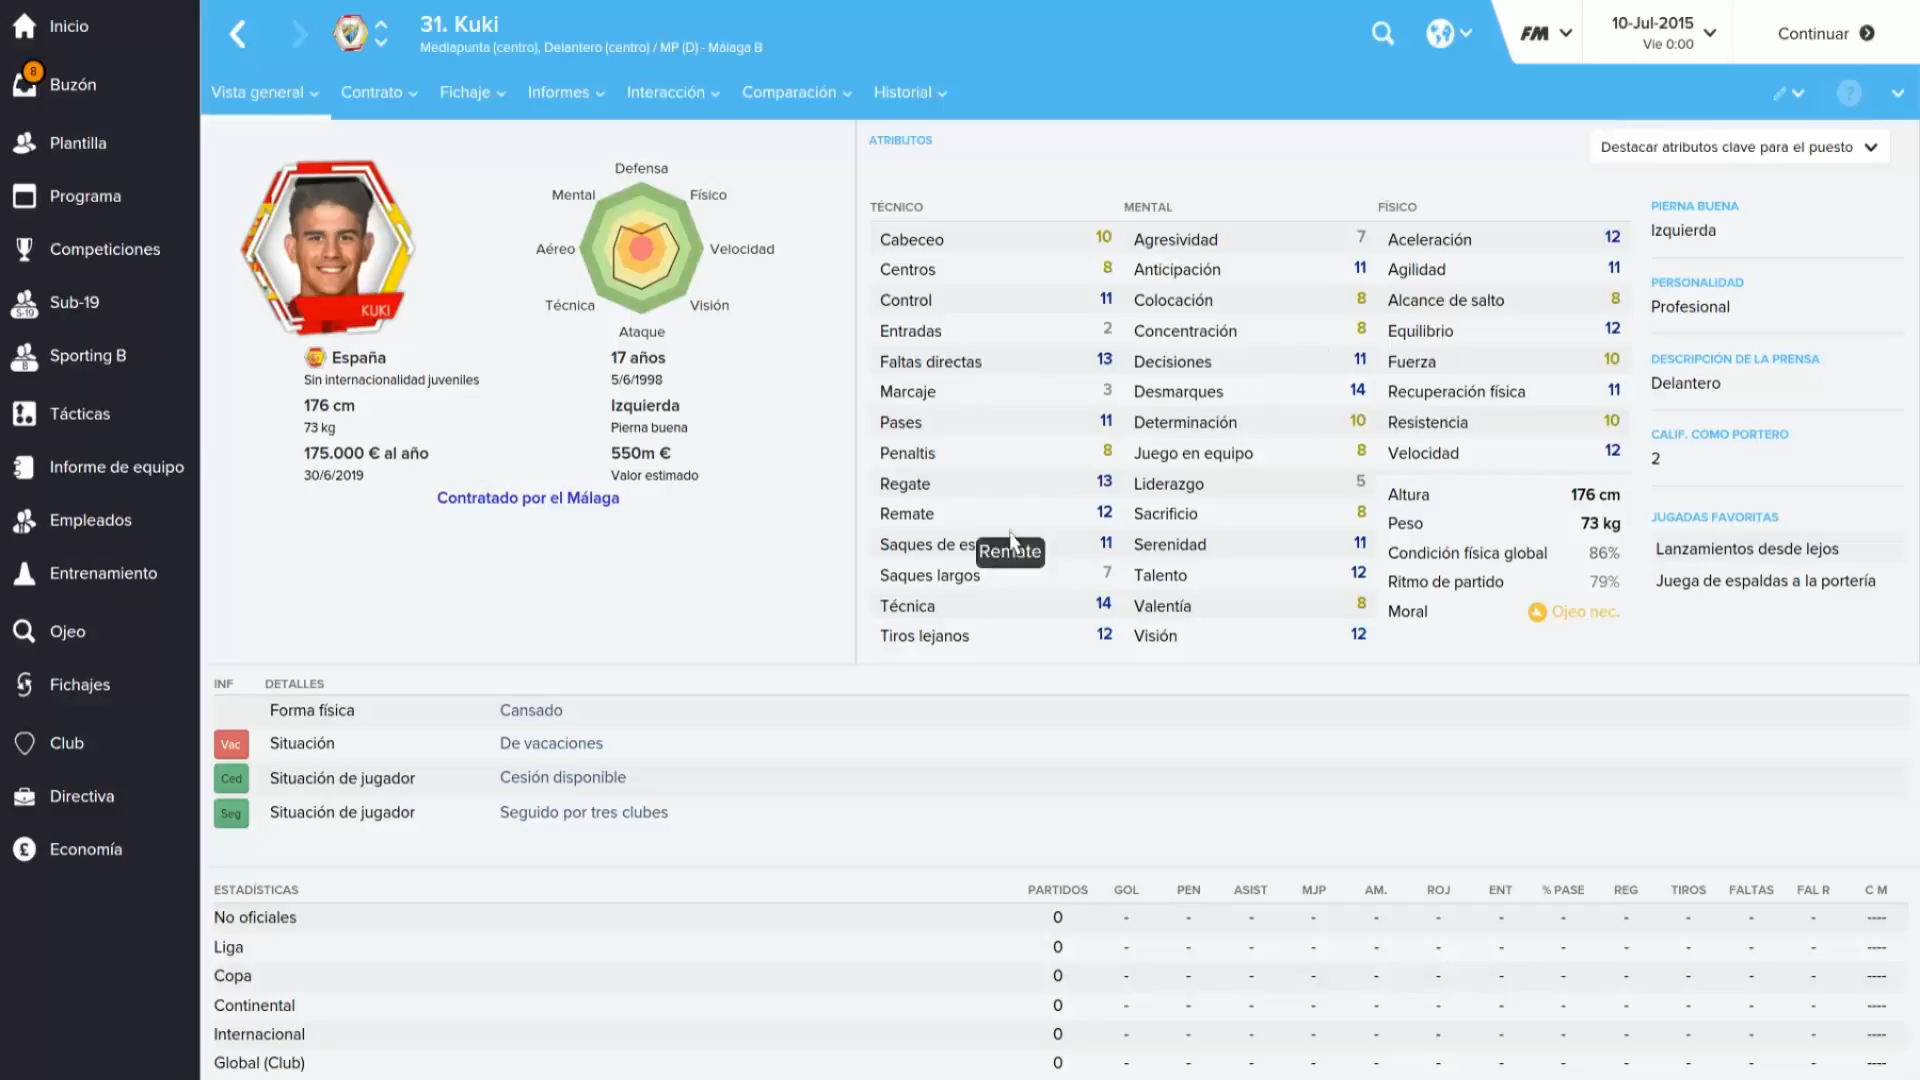 Inicio
8
Buzón
Plantilla
Programa
Competiciones
S-19
Sub-19
B
Sporting B
Tácticas
Informe de equipo
Empleados
Entrenamiento
Ojeo
Fichajes
Club
Directiva
Economía
31. Kuki
Mediapunta (centro), Delantero (centro) / MP (D) - Málaga B
FM
10-Jul-2015
Vie 0:00
Continuar
Vista general
Contrato
Fichaje
Informes
Interacción
Comparación
Historial
?
KUKI
Defensa
Mental
Físico
Aéreo
Velocidad
Técnica
Visión
Ataque
España
Sin internacionalidad juveniles
176 cm
73 kg
175.000 € al año
30/6/2019
17 años
5/6/1998
Izquierda
Pierna buena
550m €
Valor estimado
Contratado por el Málaga
ATRIBUTOS
Destacar atributos clave para el puesto
TÉCNICO
Cabeceo 10
Centros 8
Control 11
Entradas 2
Faltas directas 13
Marcaje 3
Pases 11
Penaltis 8
Regate 13
Remate 12
Saques de es 11
Remate
Saques largos 7
Técnica 14
Tiros lejanos 12
MENTAL
Agresividad 7
Anticipación 11
Colocación 8
Concentración 8
Decisiones 11
Desmarques 14
Determinación 10
Juego en equipo 8
Liderazgo 5
Sacrificio 8
Serenidad 11
Talento 12
Valentía 8
Visión 12
FÍSICO
Aceleración 12
Agilidad 11
Alcance de salto 8
Equilibrio 12
Fuerza 10
Recuperación física 11
Resistencia 10
Velocidad 12
Altura 176 cm
Peso 73 kg
Condición física global 86%
Ritmo de partido 79%
Moral Ojeo nec.
PIERNA BUENA
Izquierda
PERSONALIDAD
Profesional
DESCRIPCIÓN DE LA PRENSA
Delantero
CALIF. COMO PORTERO
2
JUGADAS FAVORITAS
Lanzamientos desde lejos
Juega de espaldas a la portería
INF DETALLES
Forma física Cansado
Vac Situación De vacaciones
Ced Situación de jugador Cesión disponible
Seg Situación de jugador Seguido por tres clubes
ESTADÍSTICAS PARTIDOS GOL PEN ASIST MJP AM. ROJ ENT % PASE REG TIROS FALTAS FAL R C M
No oficiales 0 - - - - - - - - - - - - ----
Liga 0 - - - - - - - - - - - - ----
Copa 0 - - - - - - - - - - - - ----
Continental 0 - - - - - - - - - - - - ----
Internacional 0 - - - - - - - - - - - - ----
Global (Club) 0 - - - - - - - - - - - - ----